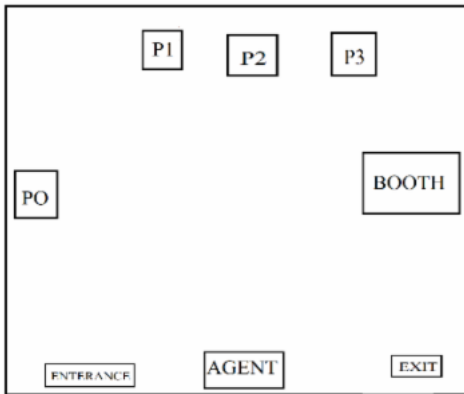 P1
P2
P3
PO
BOOTH
ENTERANCE
AGENT
EXIT